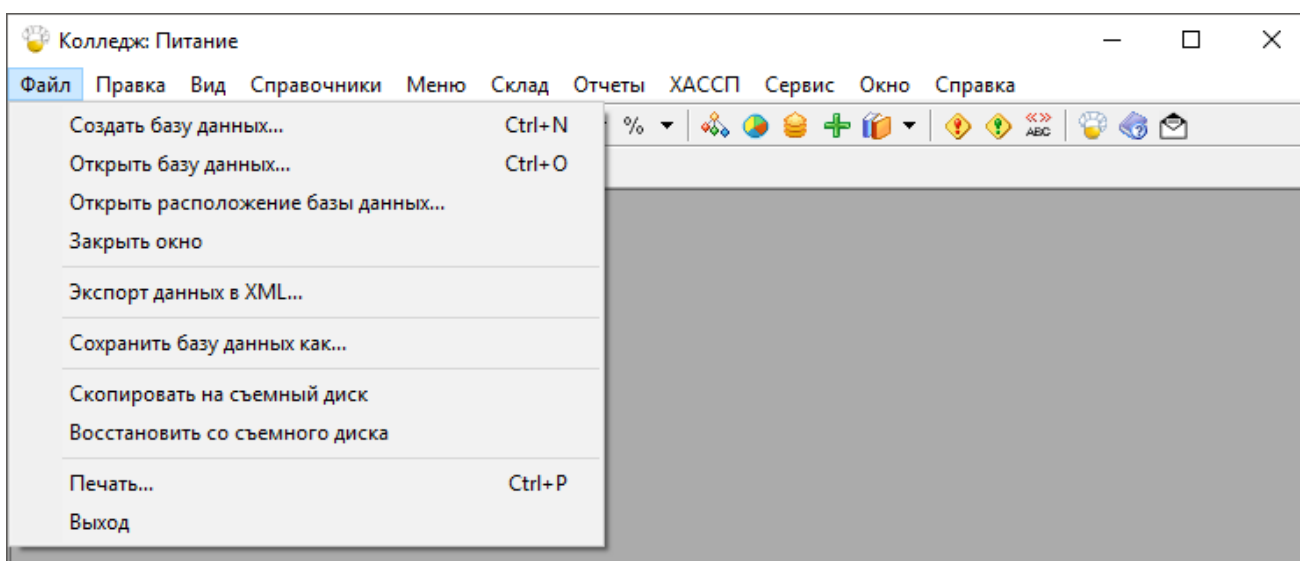 Колледж: Питание
Файл Правка Вид Справочники Меню Склад Отчеты ХАССП Сервис Окно Справка
Создать базу данных... Ctrl+N
% ABC
Открыть базу данных... Ctrl+O
Открыть расположение базы данных...
Закрыть окно
Экспорт данных в XML...
Сохранить базу данных как...
Скопировать на съемный диск
Восстановить со съемного диска
Печать... Ctrl+P
Выход